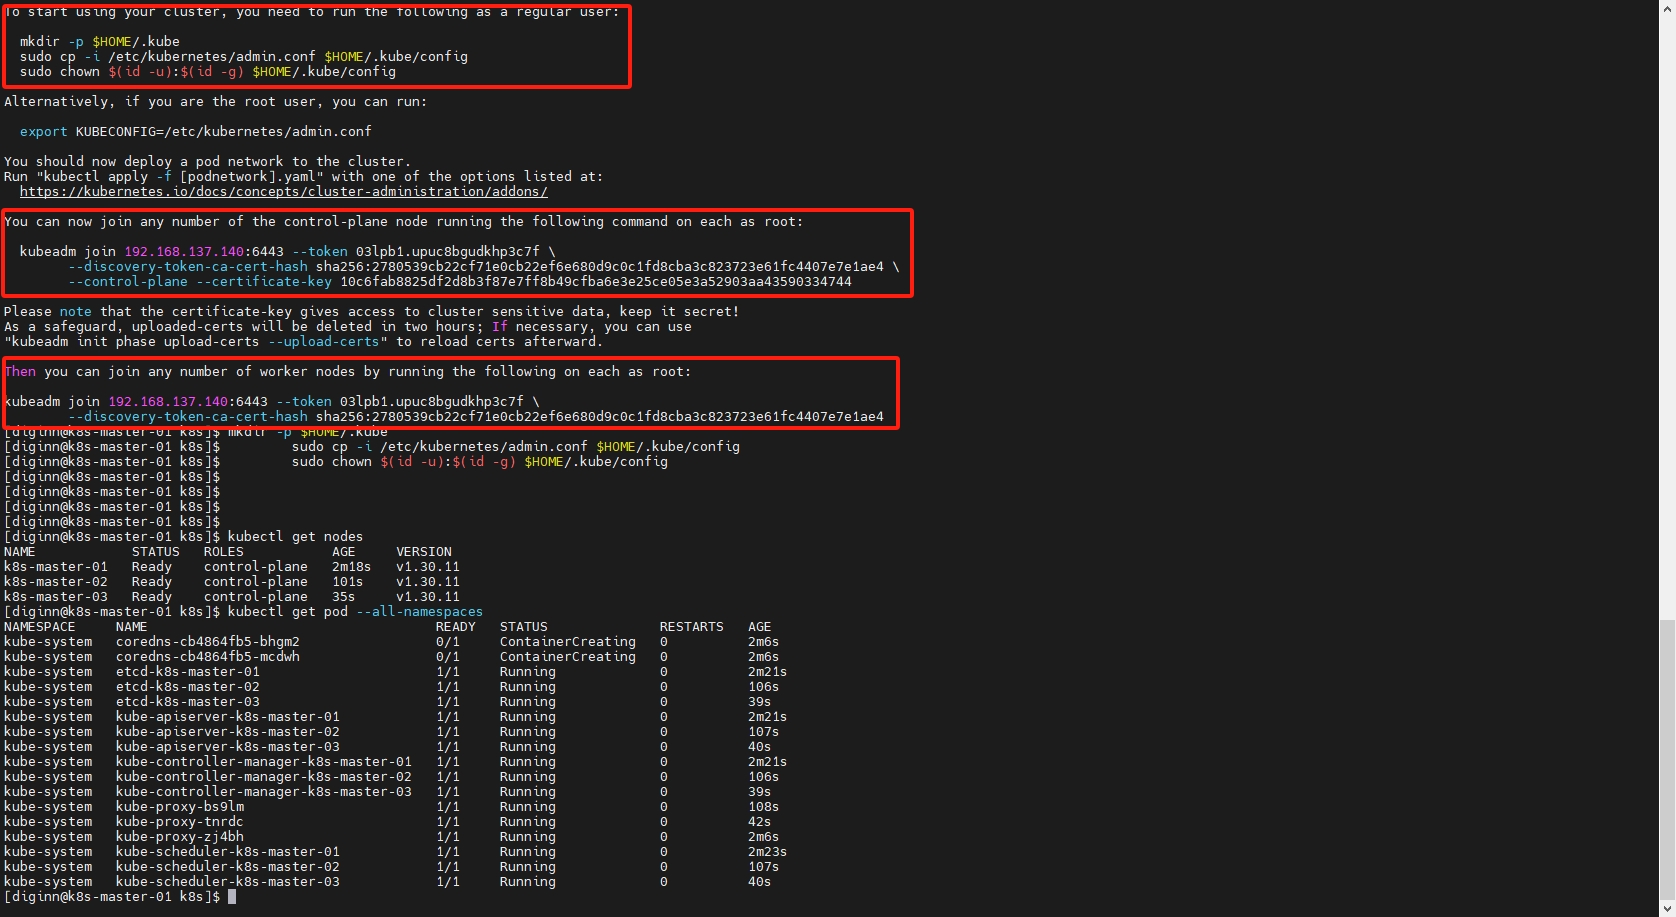 To start using your cluster, you need to run the following as a regular user:
mkdir -p $HOME/.kube
sudo cp -i /etc/kubernetes/admin.conf $HOME/.kube/config
sudo chown $(id -u):$(id -g) $HOME/.kube/config
Alternatively, if you are the root user, you can run:
export KUBECONFIG=/etc/kubernetes/admin.conf
You should now deploy a pod network to the cluster.
Run "kubectl apply -f [podnetwork].yaml" with one of the options listed at:
https://kubernetes.io/docs/concepts/cluster-administration/addons/
You can now join any number of the control-plane node running the following command on each as root:
kubeadm join 192.168.137.140:6443 --token 03lpb1.upuc8bgudkhp3c7f \
--discovery-token-ca-cert-hash sha256:2780539cb22cf71e0cb22ef6e680d9c0c1fd8cba3c823723e61fc4407e7e1ae4 \
--control-plane --certificate-key 10c6fab8825df2d8b3f87e7ff8b49cfba6e3e25ce05e3a52903aa43590334744
Please note that the certificate-key gives access to cluster sensitive data, keep it secret!
As a safeguard, uploaded-certs will be deleted in two hours; If necessary, you can use
"kubeadm init phase upload-certs --upload-certs" to reload certs afterward.
Then you can join any number of worker nodes by running the following on each as root:
kubeadm join 192.168.137.140:6443 --token 03lpb1.upuc8bgudkhp3c7f \
--discovery-token-ca-cert-hash sha256:2780539cb22cf71e0cb22ef6e680d9c0c1fd8cba3c823723e61fc4407e7e1ae4
[diginn@k8s-master-01 k8s]$ mkdir -p $HOME/.kube
[diginn@k8s-master-01 k8s]$ sudo cp -i /etc/kubernetes/admin.conf $HOME/.kube/config
[diginn@k8s-master-01 k8s]$ sudo chown $(id -u):$(id -g) $HOME/.kube/config
[diginn@k8s-master-01 k8s]$
[diginn@k8s-master-01 k8s]$
[diginn@k8s-master-01 k8s]$
[diginn@k8s-master-01 k8s]$
[diginn@k8s-master-01 k8s]$ kubectl get nodes
NAME STATUS ROLES AGE VERSION
k8s-master-01 Ready control-plane 2m18s v1.30.11
k8s-master-02 Ready control-plane 101s v1.30.11
k8s-master-03 Ready control-plane 35s v1.30.11
[diginn@k8s-master-01 k8s]$ kubectl get pod --all-namespaces
NAMESPACE NAME READY STATUS RESTARTS AGE
kube-system coredns-cb4864fb5-bhgm2 0/1 ContainerCreating 0 2m6s
kube-system coredns-cb4864fb5-mcdwh 0/1 ContainerCreating 0 2m6s
kube-system etcd-k8s-master-01 1/1 Running 0 2m21s
kube-system etcd-k8s-master-02 1/1 Running 0 106s
kube-system etcd-k8s-master-03 1/1 Running 0 39s
kube-system kube-apiserver-k8s-master-01 1/1 Running 0 2m21s
kube-system kube-apiserver-k8s-master-02 1/1 Running 0 107s
kube-system kube-apiserver-k8s-master-03 1/1 Running 0 40s
kube-system kube-controller-manager-k8s-master-01 1/1 Running 0 2m21s
kube-system kube-controller-manager-k8s-master-02 1/1 Running 0 106s
kube-system kube-controller-manager-k8s-master-03 1/1 Running 0 39s
kube-system kube-proxy-bs9lm 1/1 Running 0 108s
kube-system kube-proxy-tnrdc 1/1 Running 0 42s
kube-system kube-proxy-zj4bh 1/1 Running 0 2m6s
kube-system kube-scheduler-k8s-master-01 1/1 Running 0 2m23s
kube-system kube-scheduler-k8s-master-02 1/1 Running 0 107s
kube-system kube-scheduler-k8s-master-03 1/1 Running 0 40s
[diginn@k8s-master-01 k8s]$